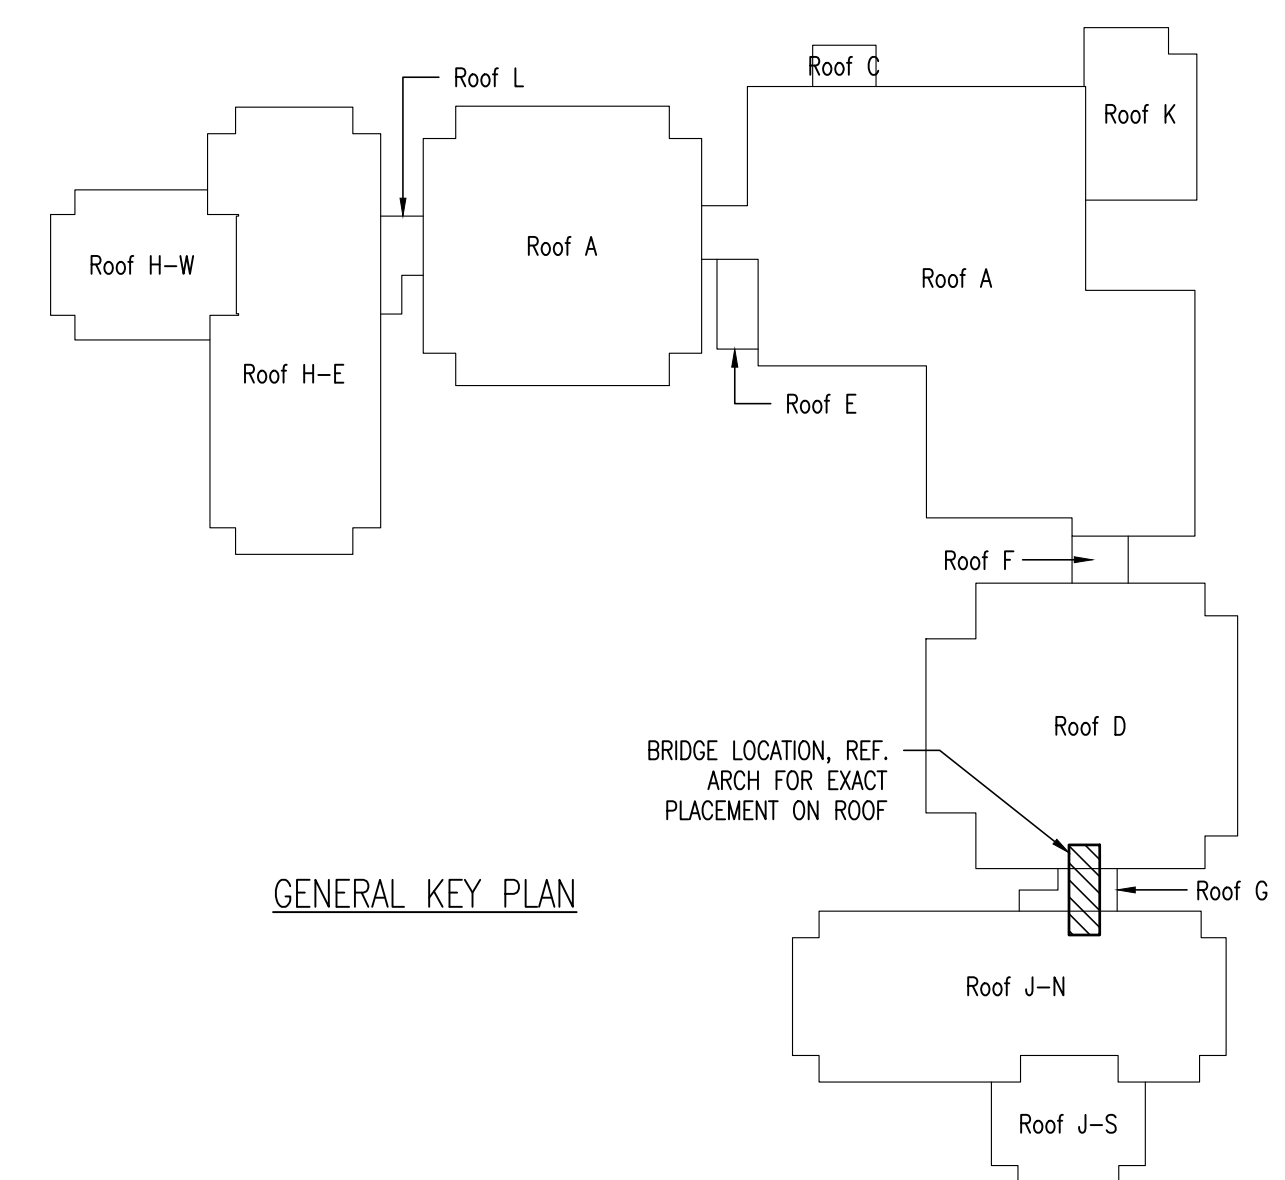 Roof C
Roof L
Roof K
Roof A
Roof H-W
Roof A
Roof H-E
Roof E
Roof F
Roof D
BRIDGE LOCATION, REF.
ARCH FOR EXACT
PLACEMENT ON ROOF
GENERAL KEY PLAN
Roof G
Roof J-N
Roof J-S